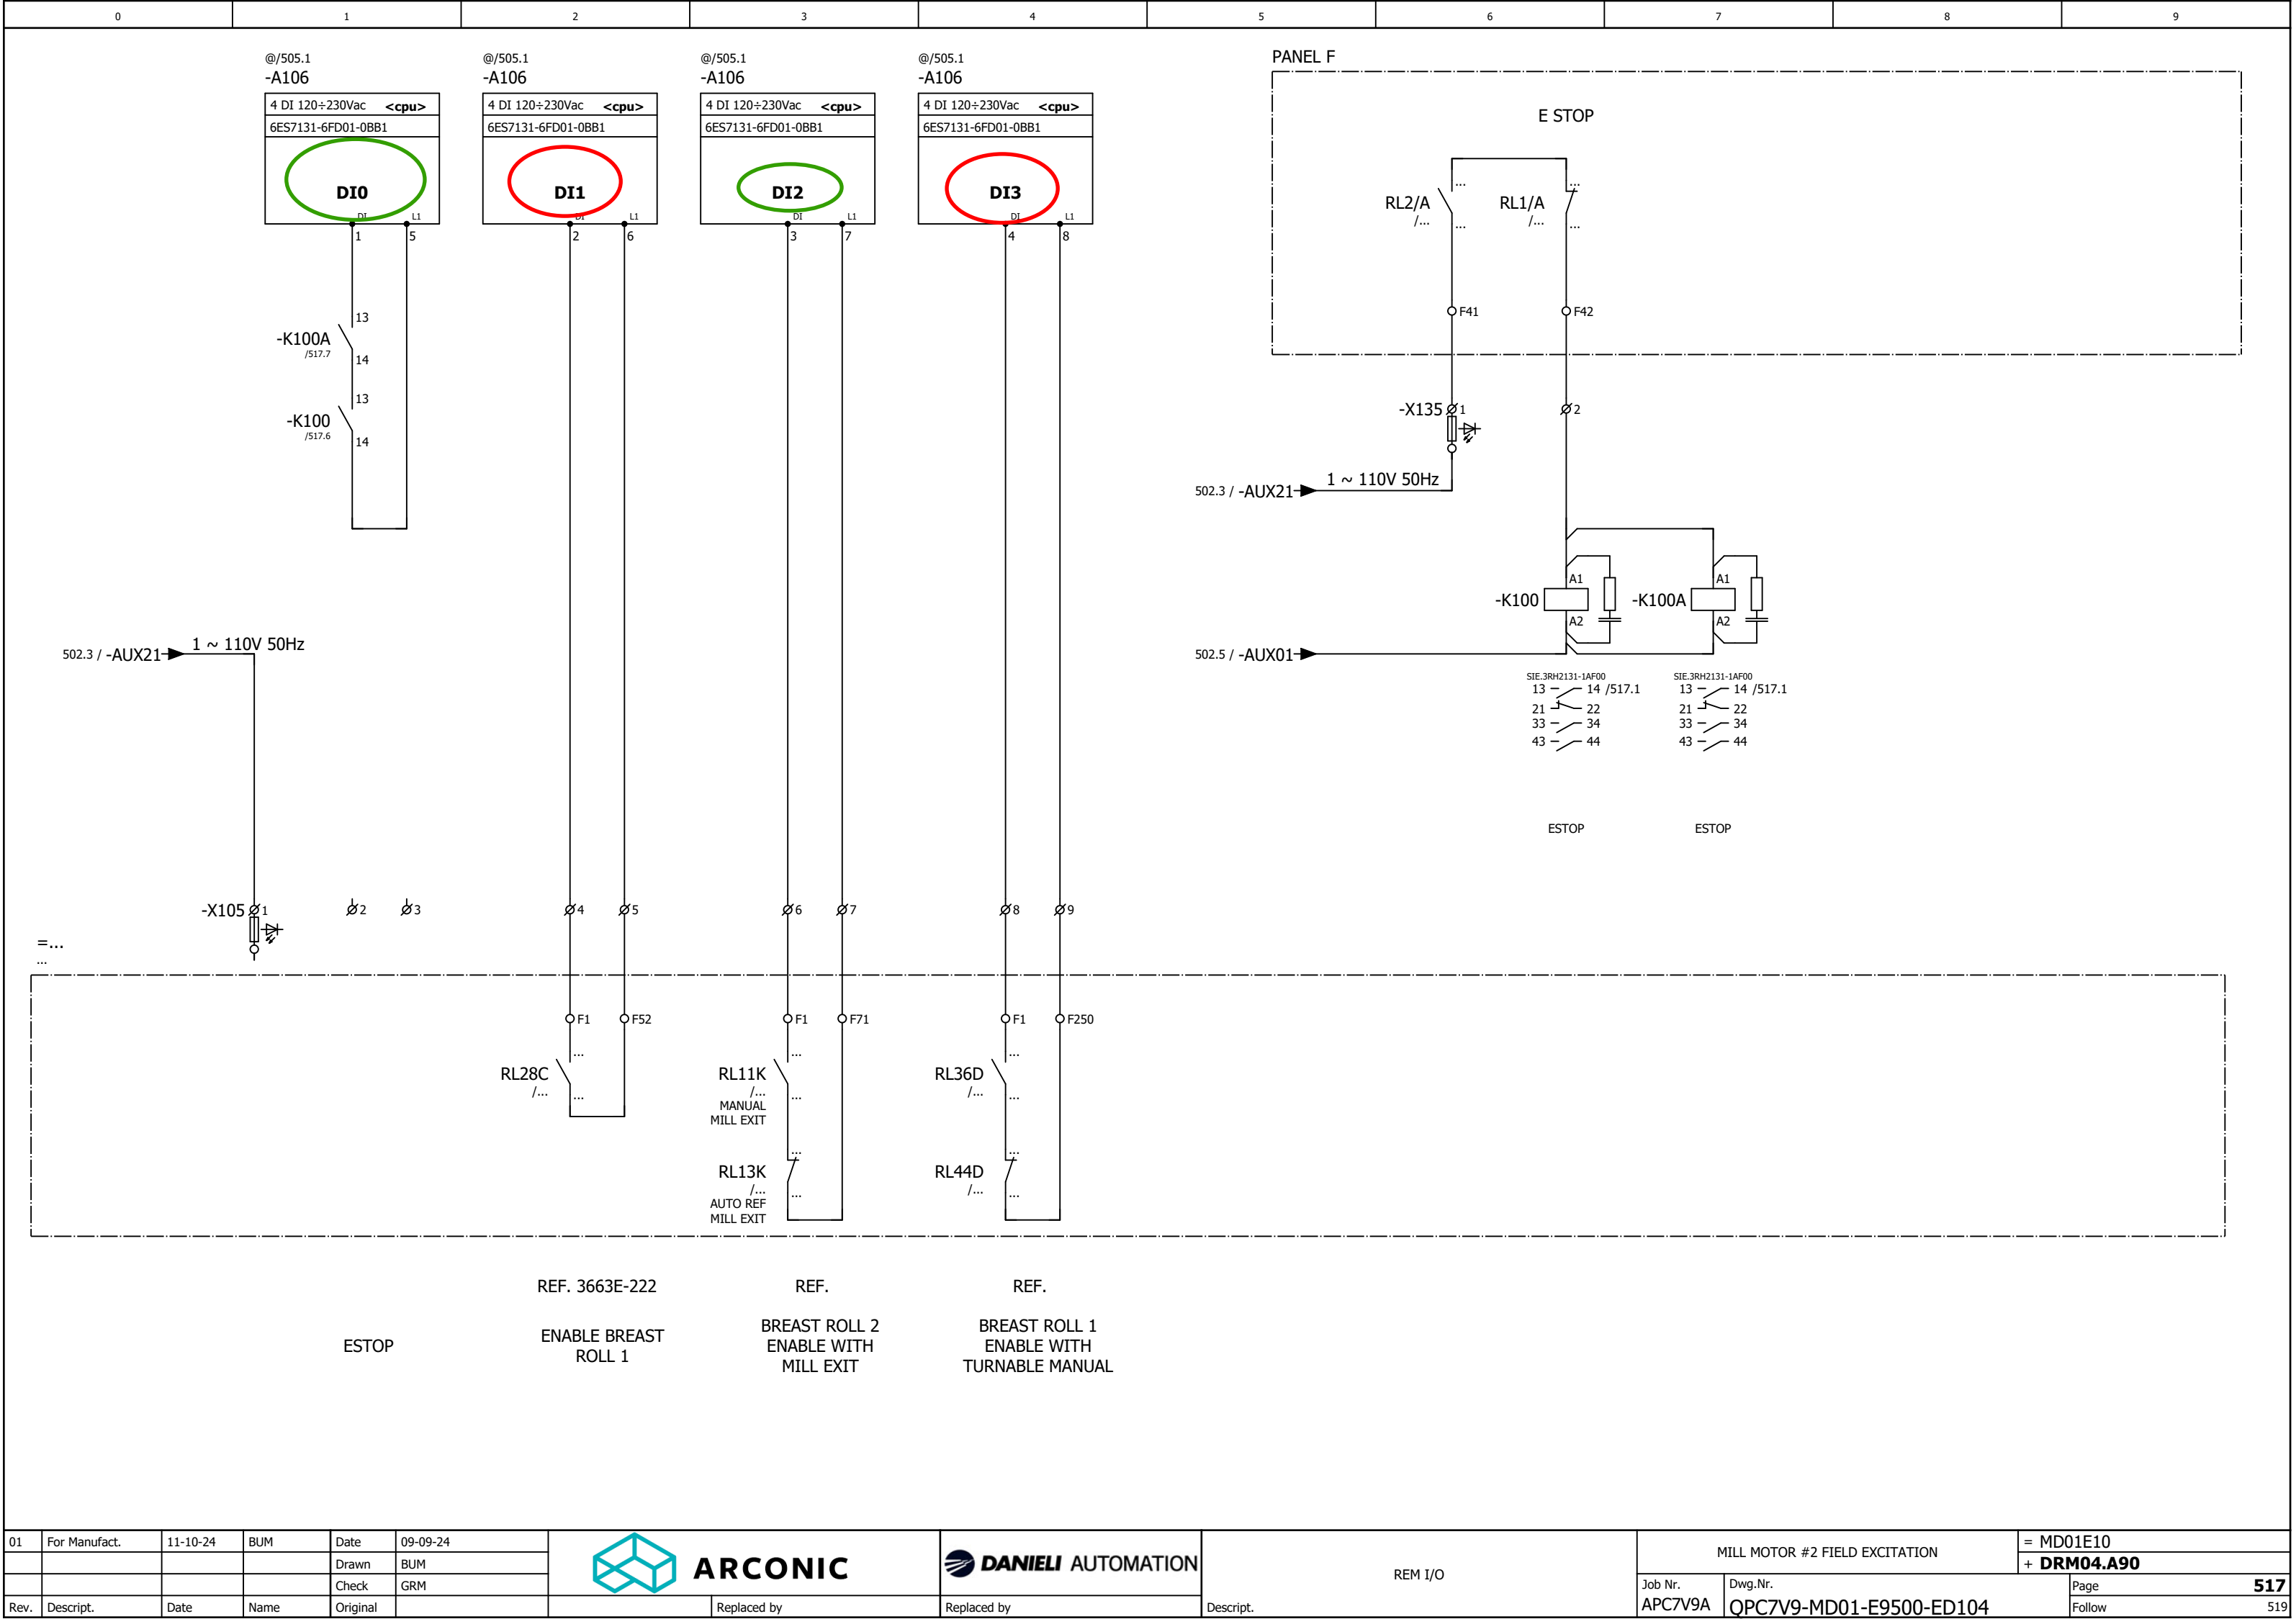 0 1 2 3 4 5 6 7 8 9
@/505.1 @/505.1 @/505.1 @/505.1
-A106 -A106 -A106 -A106
4 DI 120÷230Vac <cpu> 4 DI 120÷230Vac <cpu> 4 DI 120÷230Vac <cpu> 4 DI 120÷230Vac <cpu>
6ES7131-6FD01-0BB1 6ES7131-6FD01-0BB1 6ES7131-6FD01-0BB1 6ES7131-6FD01-0BB1
DI0 DI1 DI2 DI3
DI L1 DI L1 DI L1 DI L1
1 5 2 6 3 7 4 8
PANEL F
E STOP
... ...
RL2/A RL1/A
/... /...
... ...
F41 F42
-X135 1 2
1 ~ 110V 50Hz
502.3 / -AUX21
13
-K100A
/517.7
14
13
-K100
/517.6
14
A1 A1
-K100 -K100A
A2 A2
502.5 / -AUX01
SIE.3RH2131-1AF00 SIE.3RH2131-1AF00
13 14 /517.1 13 14 /517.1
21 22 21 22
33 34 33 34
43 44 43 44
ESTOP ESTOP
1 ~ 110V 50Hz
502.3 / -AUX21
-X105 1 2 3 4 5 6 7 8 9
=...
...
F1 F52 F1 F71 F1 F250
... ... ...
RL28C RL11K RL36D
/... /... /...
... ... ...
MANUAL
MILL EXIT
... ...
RL13K RL44D
/... /...
... ...
AUTO REF
MILL EXIT
REF. 3663E-222 REF. REF.
ESTOP
ENABLE BREAST
ROLL 1
BREAST ROLL 2
ENABLE WITH
MILL EXIT
BREAST ROLL 1
ENABLE WITH
TURNABLE MANUAL
01 For Manufact. 11-10-24 BUM Date 09-09-24
Drawn BUM
Check GRM
Rev. Descript. Date Name Original
ARCONIC
Replaced by
DANIELI AUTOMATION
Replaced by
REM I/O
Descript.
MILL MOTOR #2 FIELD EXCITATION
= MD01E10
+ DRM04.A90
Job Nr.
APC7V9A
Dwg.Nr.
QPC7V9-MD01-E9500-ED104
Page 517
Follow 519